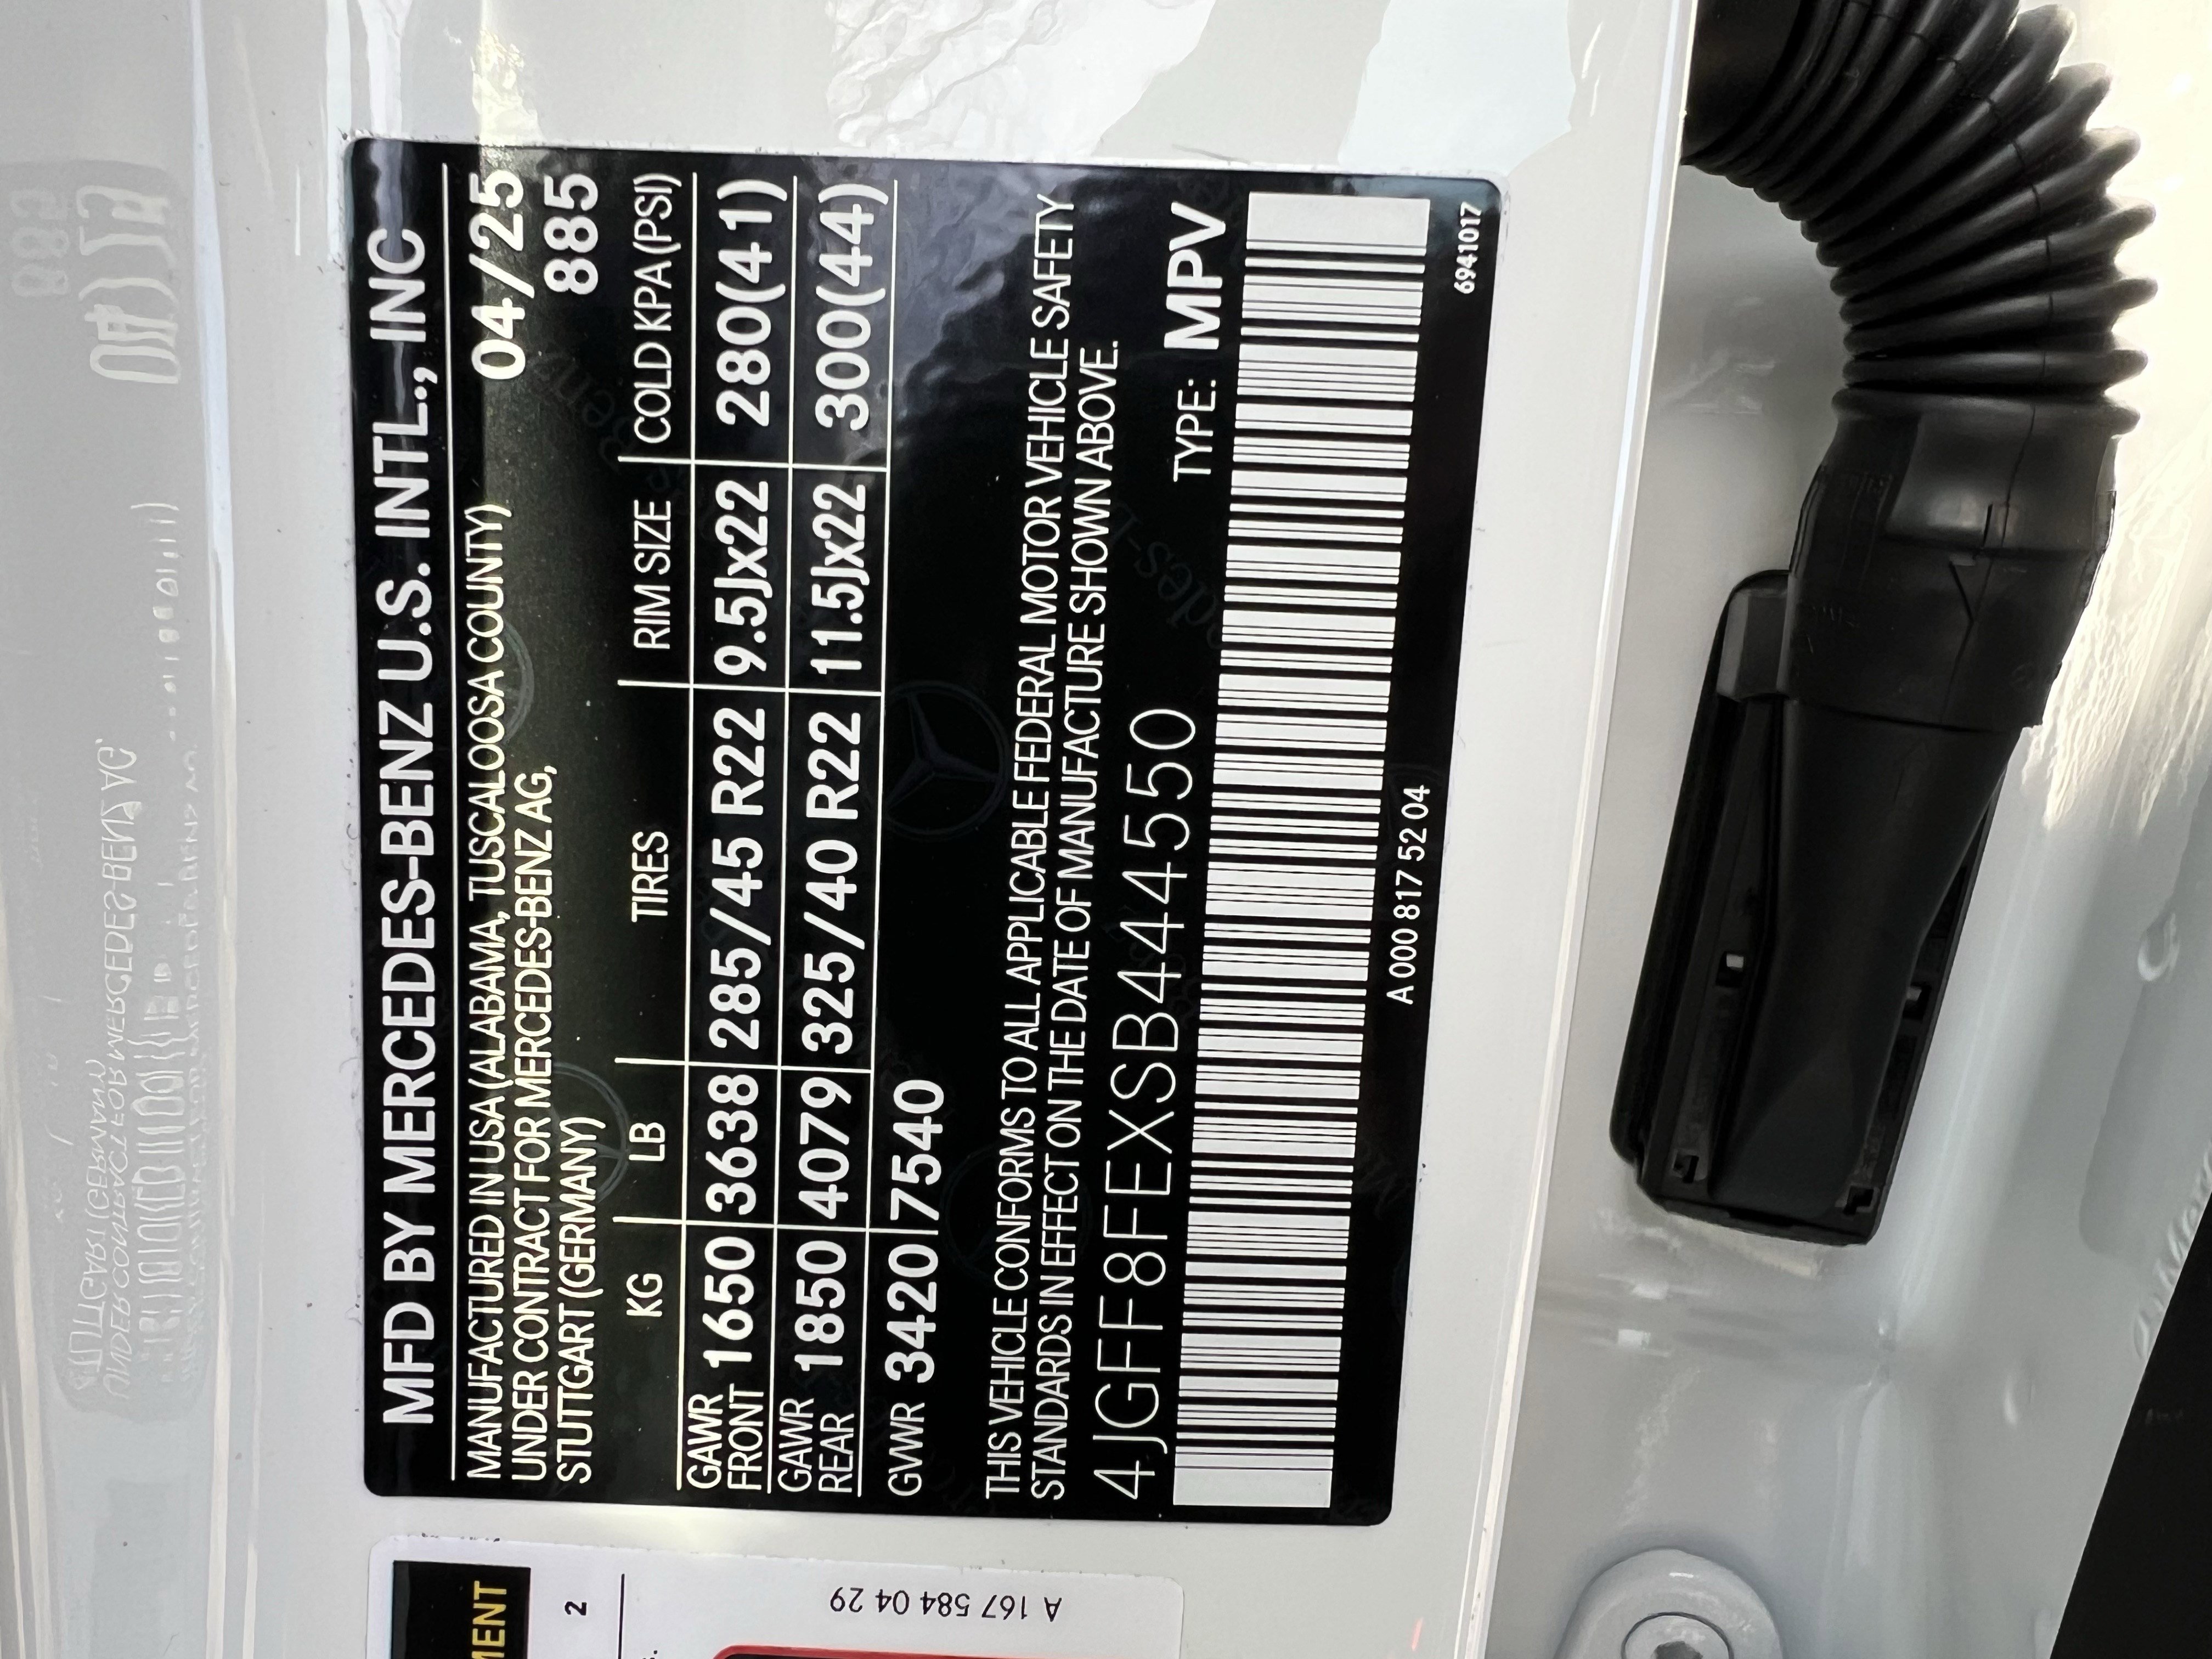 MFD BY MERCEDES-BENZ U.S. INTL., INC
MANUFACTURED IN USA (ALABAMA, TUSCALOOSA COUNTY) 04/25
UNDER CONTRACT FOR MERCEDES-BENZ AG, 885
STUTTGART (GERMANY)
KG LB TIRES RIM SIZE COLD KPA(PSI)
GAWR FRONT 1650 3638 285/45 R22 9.5Jx22 280(41)
GAWR REAR 1850 4079 325/40 R22 11.5Jx22 300(44)
GVWR 3420 7540
THIS VEHICLE CONFORMS TO ALL APPLICABLE FEDERAL MOTOR VEHICLE SAFETY
STANDARDS IN EFFECT ON THE DATE OF MANUFACTURE SHOWN ABOVE.
4JGFF8FEXSB444550 TYPE: MPV
A 000 817 52 04
6941017
MENT
2
A 167 584 04 29